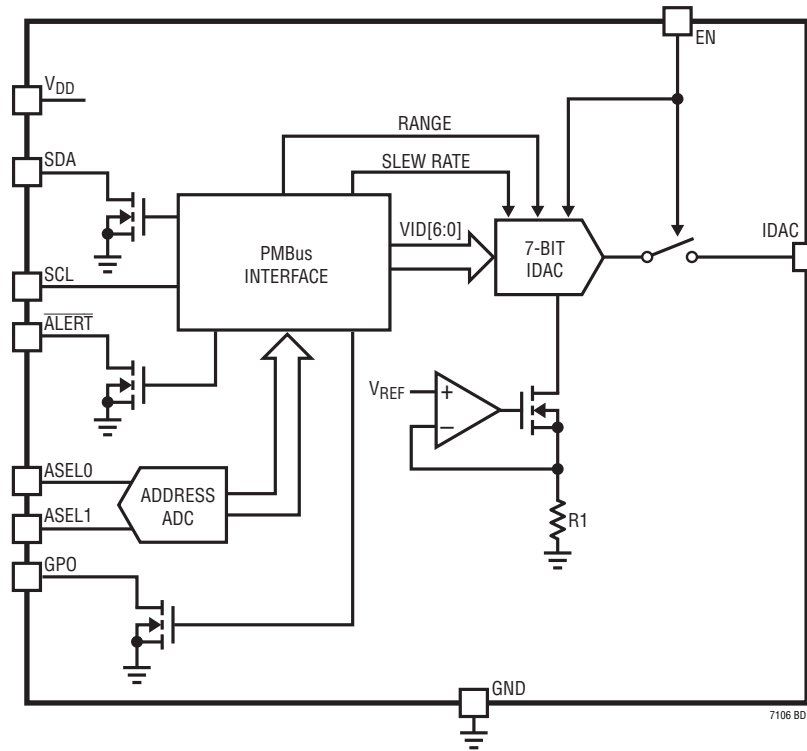 EN
VDD
RANGE
SDA
SLEW RATE
VID[6:0]
IDAC
PMBus
INTERFACE
7-BIT
IDAC
SCL
ALERT
VREF
+
–
ASEL0
ADDRESS
ADC
ASEL1
R1
GPO
GND
7106 BD